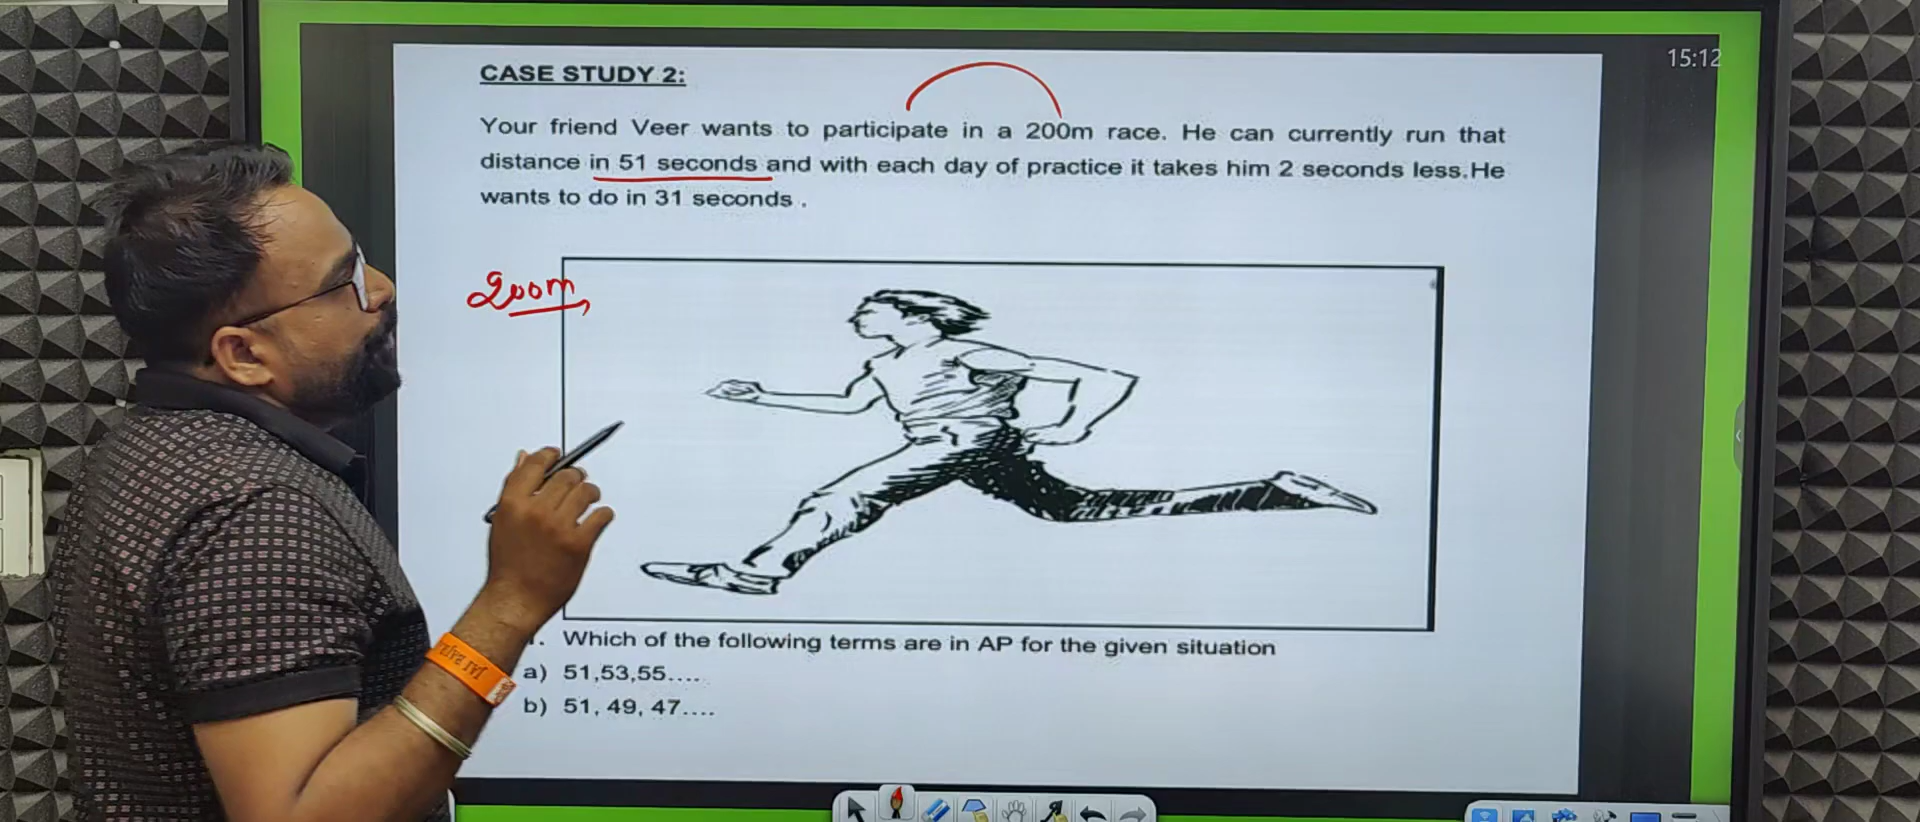 15:12
CASE STUDY 2:
Your friend Veer wants to participate in a 200m race. He can currently run that
distance in 51 seconds and with each day of practice it takes him 2 seconds less.He
wants to do in 31 seconds .
200m
Which of the following terms are in AP for the given situation
a) 51,53,55....
b) 51, 49, 47....